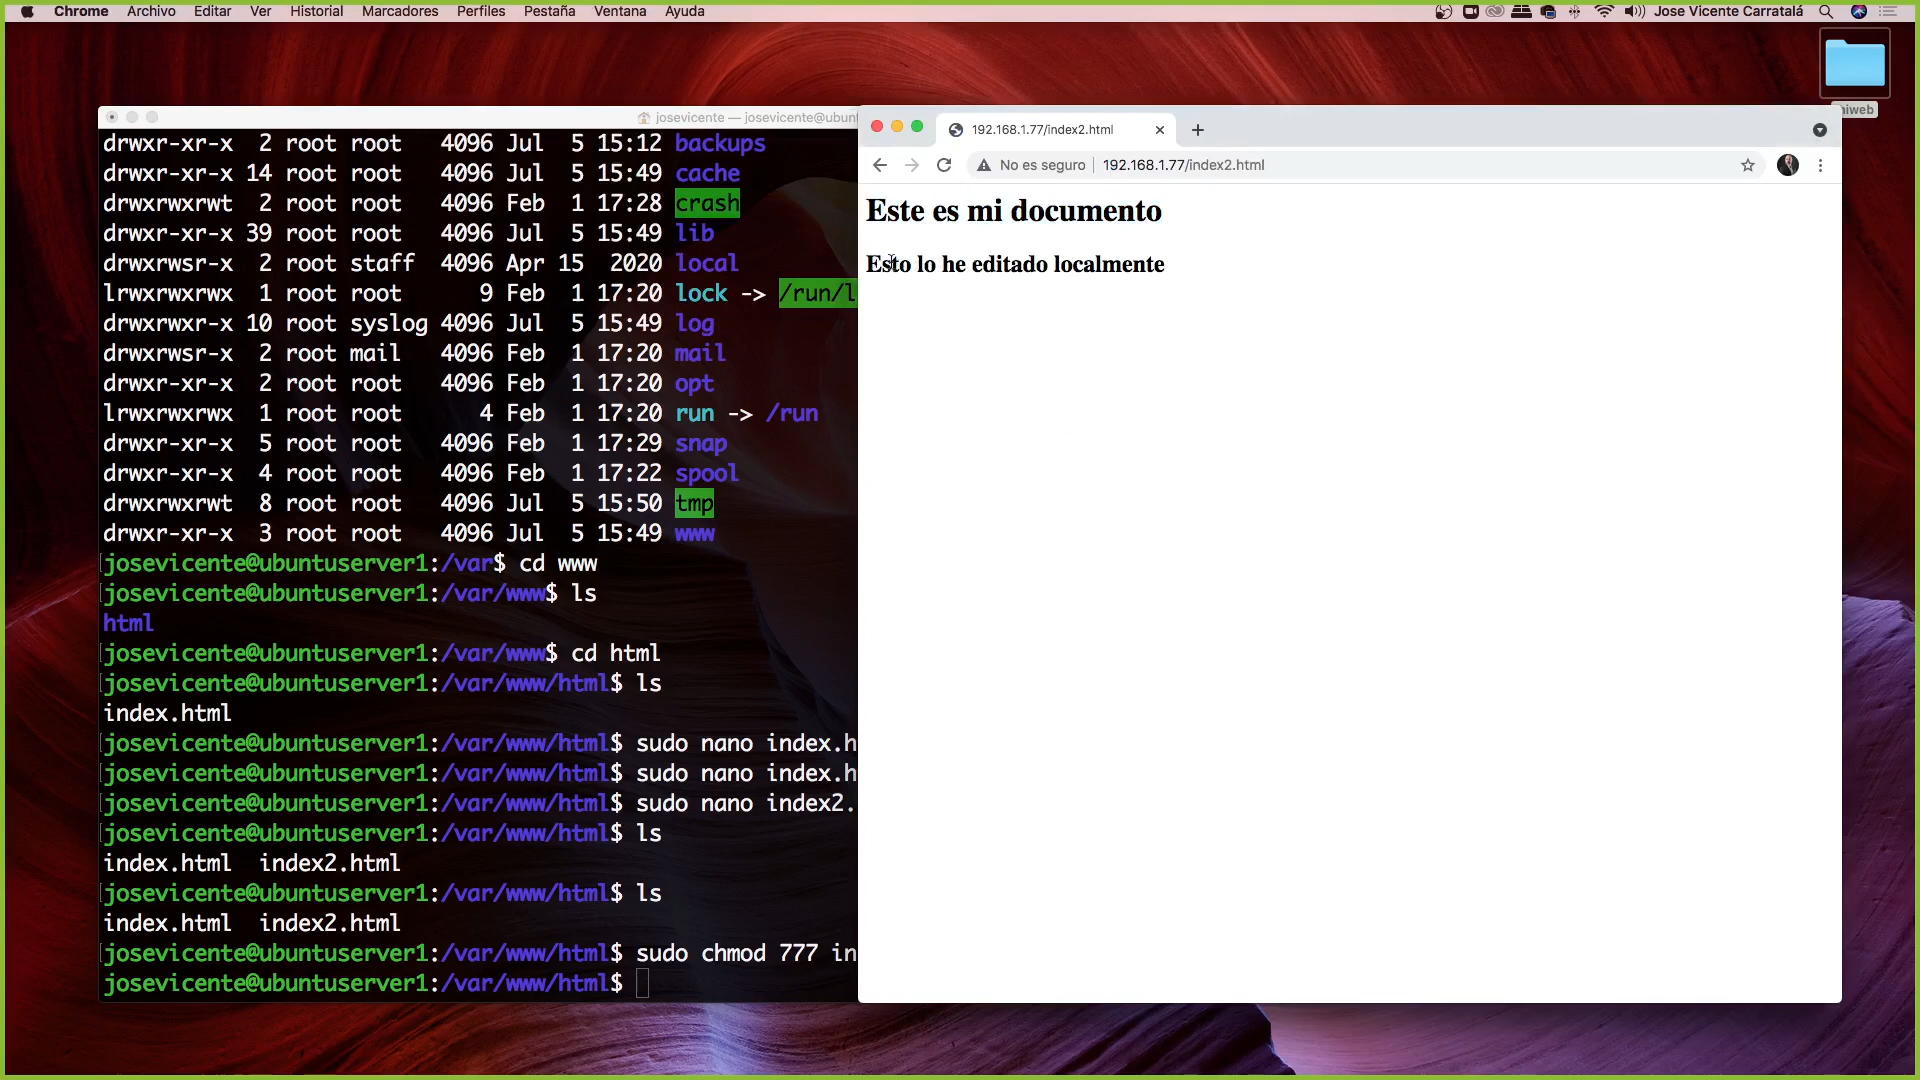 Chrome Archivo Editar Ver Historial Marcadores Perfiles Pestaña Ventana Ayuda Jose Vicente Carratalá
niweb
josevicente — josevicente@ubun
drwxr-xr-x 2 root root 4096 Jul 5 15:12 backups
drwxr-xr-x 14 root root 4096 Jul 5 15:49 cache
drwxrwxrwt 2 root root 4096 Feb 1 17:28 crash
drwxr-xr-x 39 root root 4096 Jul 5 15:49 lib
drwxrwsr-x 2 root staff 4096 Apr 15 2020 local
lrwxrwxrwx 1 root root 9 Feb 1 17:20 lock -> /run/l
drwxrwxr-x 10 root syslog 4096 Jul 5 15:49 log
drwxrwsr-x 2 root mail 4096 Feb 1 17:20 mail
drwxr-xr-x 2 root root 4096 Feb 1 17:20 opt
lrwxrwxrwx 1 root root 4 Feb 1 17:20 run -> /run
drwxr-xr-x 5 root root 4096 Feb 1 17:29 snap
drwxr-xr-x 4 root root 4096 Feb 1 17:22 spool
drwxrwxrwt 8 root root 4096 Jul 5 15:50 tmp
drwxr-xr-x 3 root root 4096 Jul 5 15:49 www
josevicente@ubuntuserver1:/var$ cd www
josevicente@ubuntuserver1:/var/www$ ls
html
josevicente@ubuntuserver1:/var/www$ cd html
josevicente@ubuntuserver1:/var/www/html$ ls
index.html
josevicente@ubuntuserver1:/var/www/html$ sudo nano index.h
josevicente@ubuntuserver1:/var/www/html$ sudo nano index.h
josevicente@ubuntuserver1:/var/www/html$ sudo nano index2.
josevicente@ubuntuserver1:/var/www/html$ ls
index.html index2.html
josevicente@ubuntuserver1:/var/www/html$ ls
index.html index2.html
josevicente@ubuntuserver1:/var/www/html$ sudo chmod 777 in
josevicente@ubuntuserver1:/var/www/html$
192.168.1.77/index2.html
No es seguro 192.168.1.77/index2.html
Este es mi documento
Esto lo he editado localmente